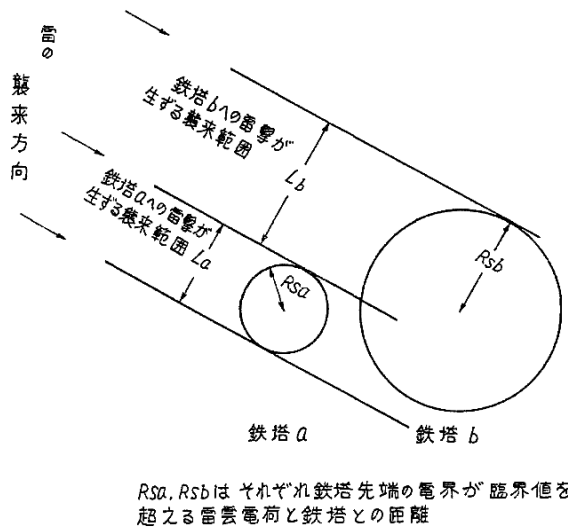 雷の
襲来方向
鉄塔bへの雷撃が
生ずる襲来範囲
Lb
鉄塔aへの雷撃が
生ずる襲来範囲
La
Rsa
Rsb
鉄塔a
鉄塔b
Rsa,Rsbはそれぞれ鉄塔先端の電界が臨界値を
超える雷雲電荷と鉄塔との距離